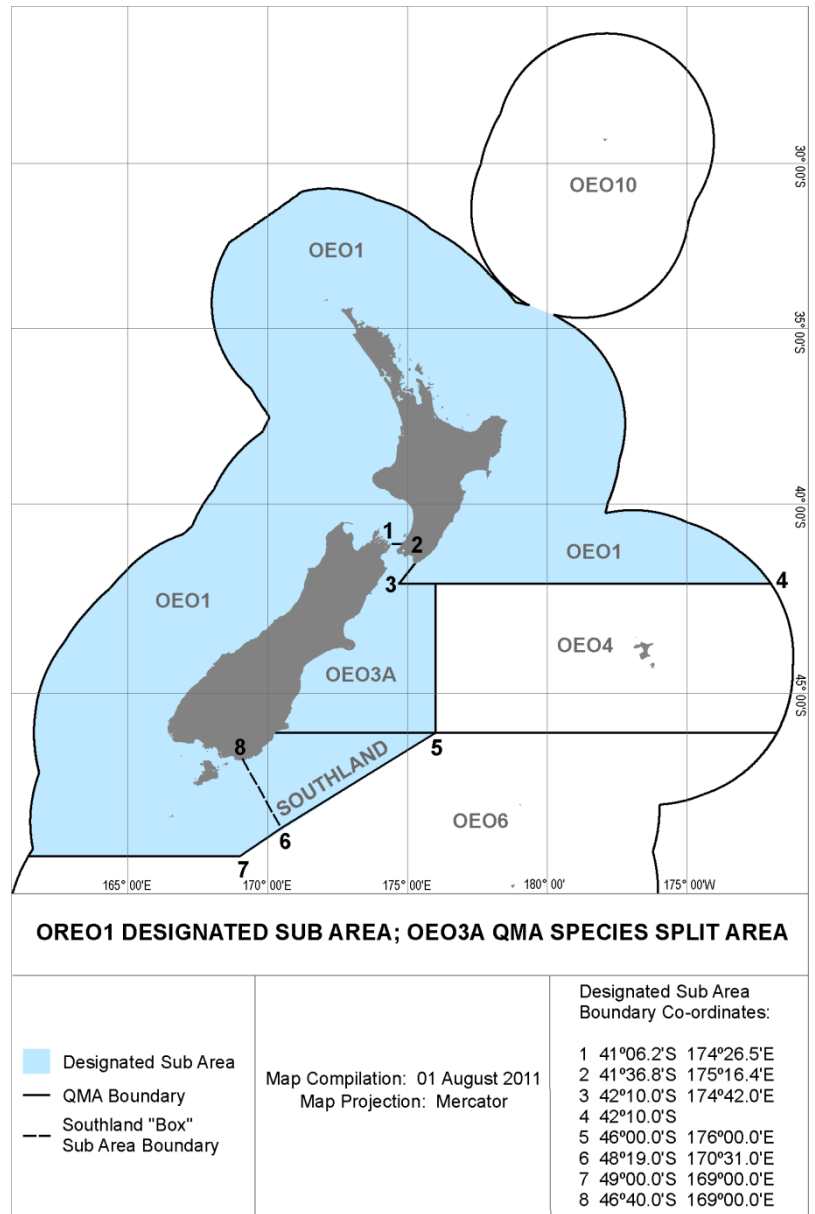 OEO10
30°00'S
OEO1
35°00'S
40°00'S
1
2
OEO1
3
4
OEO1
OEO4
OEO3A
45°00'S
8
5
SOUTHLAND
6
OEO6
7
165°00'E
170°00'E
175°00'E
180°00'
175°00'W
OREO1 DESIGNATED SUB AREA; OEO3A QMA SPECIES SPLIT AREA
Designated Sub Area
QMA Boundary
Southland "Box"
Sub Area Boundary
Map Compilation: 01 August 2011
Map Projection: Mercator
Designated Sub Area
Boundary Co-ordinates:
1 41º06.2'S 174º26.5'E
2 41º36.8'S 175º16.4'E
3 42º10.0'S 174º42.0'E
4 42º10.0'S
5 46º00.0'S 176º00.0'E
6 48º19.0'S 170º31.0'E
7 49º00.0'S 169º00.0'E
8 46º40.0'S 169º00.0'E